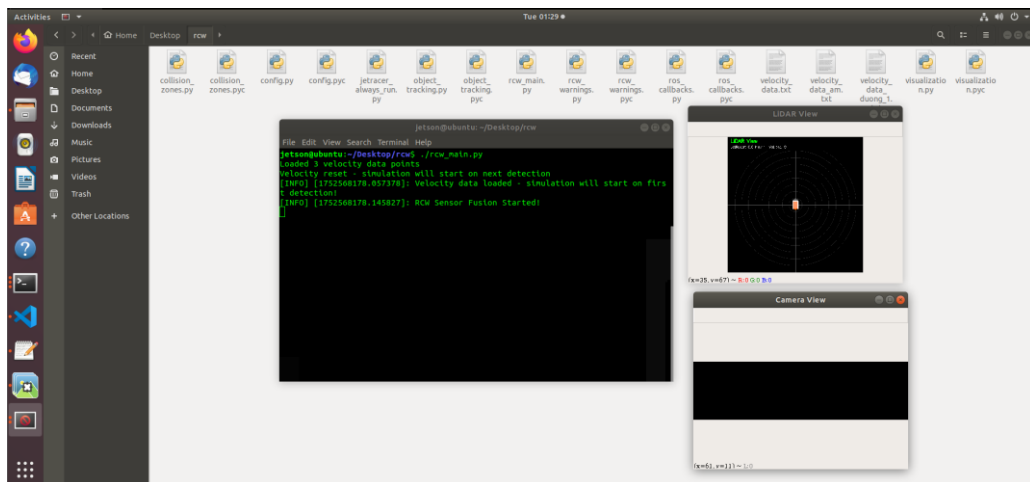 Activities
Tue 01:29
Home
Desktop
rcw
Recent
Home
Desktop
Documents
Downloads
Music
Pictures
Videos
Trash
Other Locations
collision_
zones.py
collision_
zones.pyc
config.py
config.pyc
jetracer_
always_run.
py
object_
tracking.py
object_
tracking.
pyc
rcw_main.
py
rcw_
warnings.
py
rcw_
warnings.
pyc
ros_
callbacks.
py
ros_
callbacks.
pyc
velocity_
data.txt
velocity_
data_am.
txt
velocity_
data_
duong_1.
visualizatio
n.py
visualizatio
n.pyc
jetson@ubuntu: ~/Desktop/rcw
File Edit View Search Terminal Help
jetson@ubuntu:~/Desktop/rcw$ ./rcw_main.py
Loaded 3 velocity data points
Velocity reset - simulation will start on next detection
[INFO] [1752568178.057378]: Velocity data loaded - simulation will start on firs
t detection!
[INFO] [1752568178.145827]: RCW Sensor Fusion Started!
LIDAR View
LIDAR View
(x=35, y=67) ~ R:0 G:0 B:0
Camera View